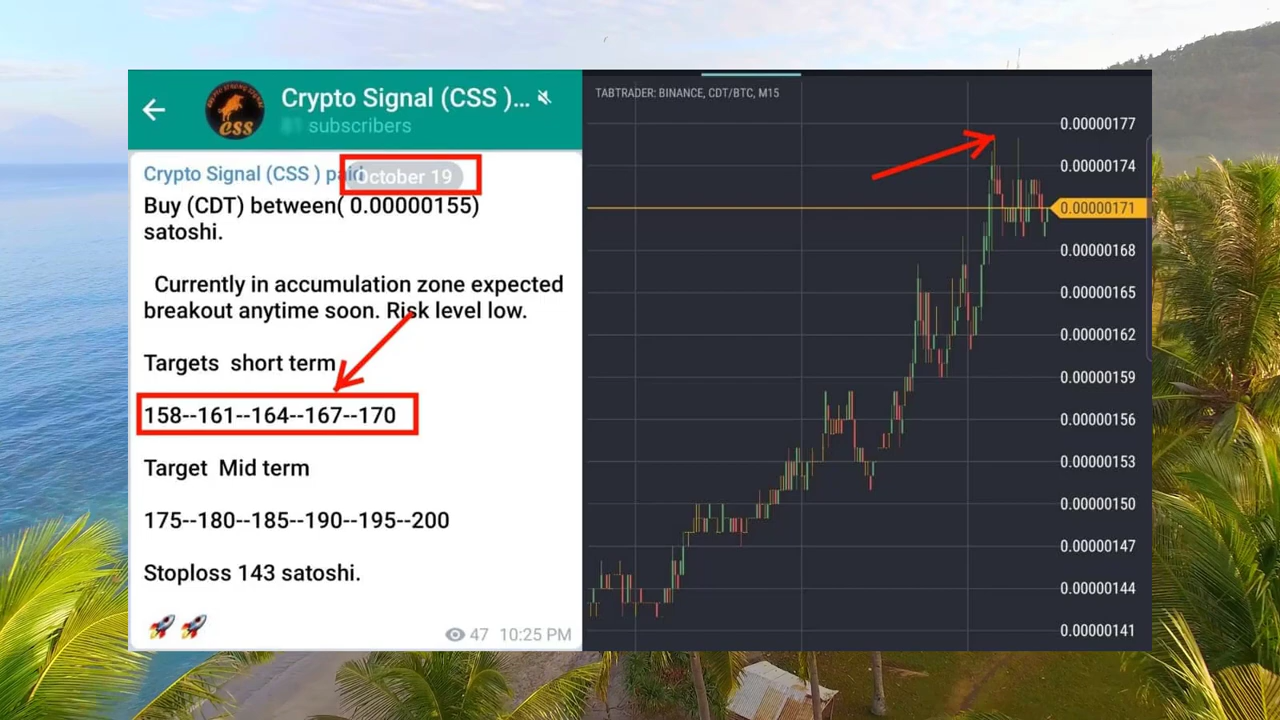 Crypto Signal (CSS )...
subscribers
CSS
Crypto Signal (CSS ) paid
October 19
Buy (CDT) between( 0.00000155)
satoshi.
Currently in accumulation zone expected
breakout anytime soon. Risk level low.
Targets short term
158--161--164--167--170
Target Mid term
175--180--185--190--195--200
Stoploss 143 satoshi.
47 10:25 PM
TABTRADER: BINANCE, CDT/BTC, M15
0.00000177
0.00000174
0.00000171
0.00000168
0.00000165
0.00000162
0.00000159
0.00000156
0.00000153
0.00000150
0.00000147
0.00000144
0.00000141